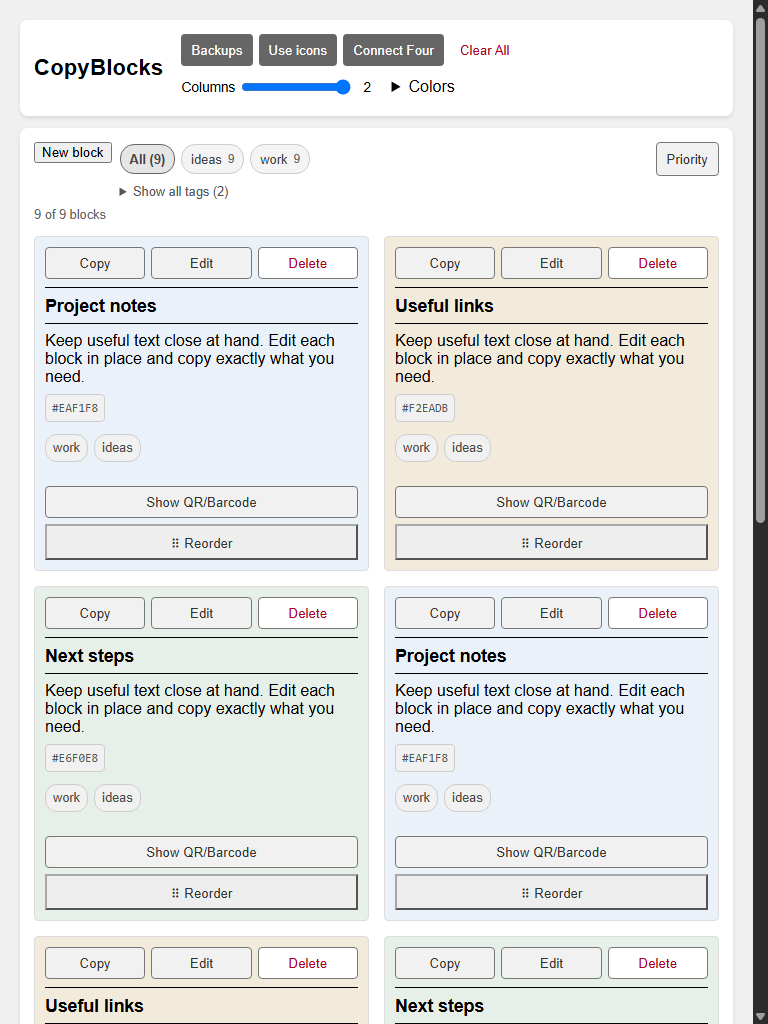 CopyBlocks
Backups
Use icons
Connect Four
Clear All
Columns
2
▶ Colors
New block
All (9)
ideas 9
work 9
Priority
▶ Show all tags (2)
9 of 9 blocks
Copy
Edit
Delete
Project notes
Keep useful text close at hand. Edit each
block in place and copy exactly what you
need.
#EAF1F8
work
ideas
Show QR/Barcode
⠿ Reorder
Copy
Edit
Delete
Useful links
Keep useful text close at hand. Edit each
block in place and copy exactly what you
need.
#F2EADB
work
ideas
Show QR/Barcode
⠿ Reorder
Copy
Edit
Delete
Next steps
Keep useful text close at hand. Edit each
block in place and copy exactly what you
need.
#E6F0E8
work
ideas
Show QR/Barcode
⠿ Reorder
Copy
Edit
Delete
Project notes
Keep useful text close at hand. Edit each
block in place and copy exactly what you
need.
#EAF1F8
work
ideas
Show QR/Barcode
⠿ Reorder
Copy
Edit
Delete
Useful links
Copy
Edit
Delete
Next steps